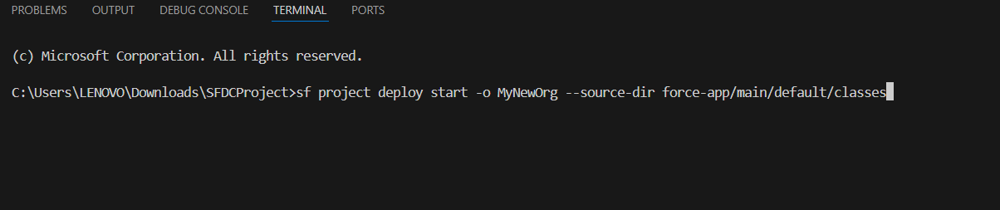 PROBLEMS OUTPUT DEBUG CONSOLE TERMINAL PORTS
(c) Microsoft Corporation. All rights reserved.
C:\Users\LENOVO\Downloads\SFDCProject>sf project deploy start -o MyNewOrg --source-dir force-app/main/default/classes